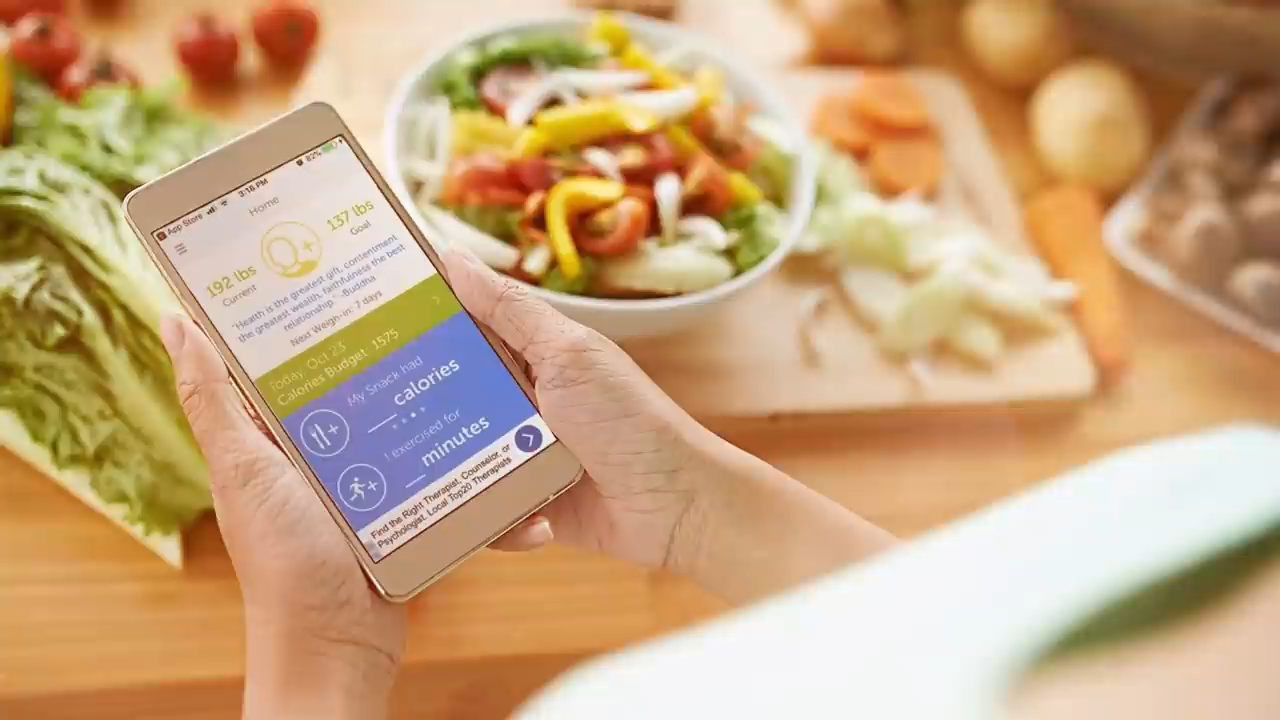 App Store
3:16 PM
82%
Home
192 lbs
Current
137 lbs
Goal
"Health is the greatest gift, contentment
the greatest wealth, faithfulness the best
relationship." -Buddha
Next Weigh-in: 7 days
Today Oct 23
Calories Budget 1575
My Snack had
___ calories
I exercised for
__ minutes
Find the Right Therapist, Counselor, or
Psychologist. Local Top20 Therapists